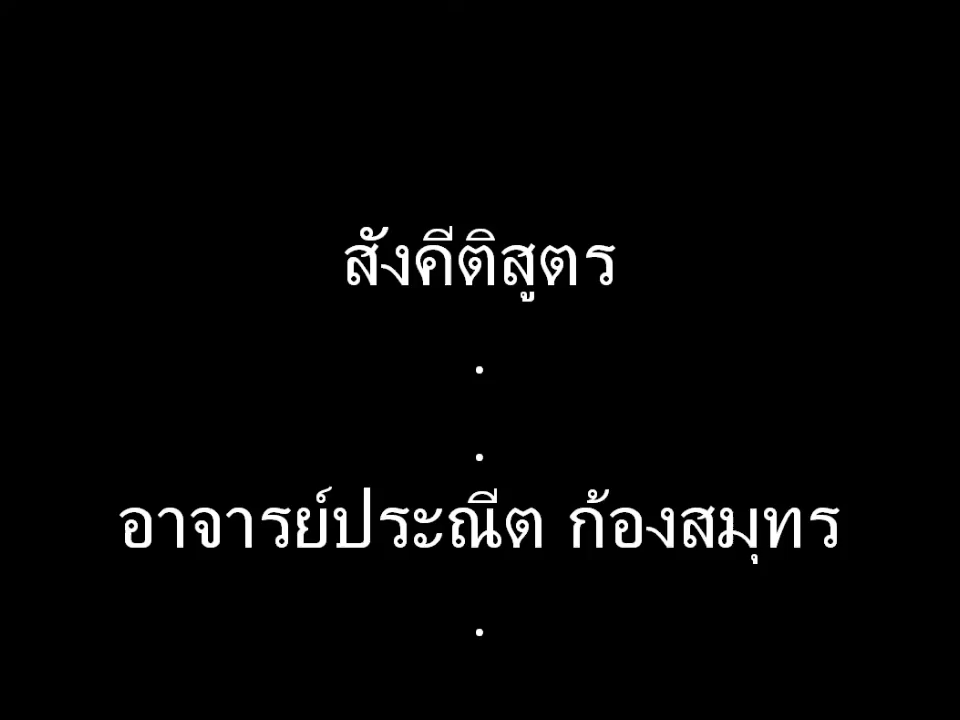 สังคีติสูตร
.
.
อาจารย์ประณีต ก้องสมุทร
.